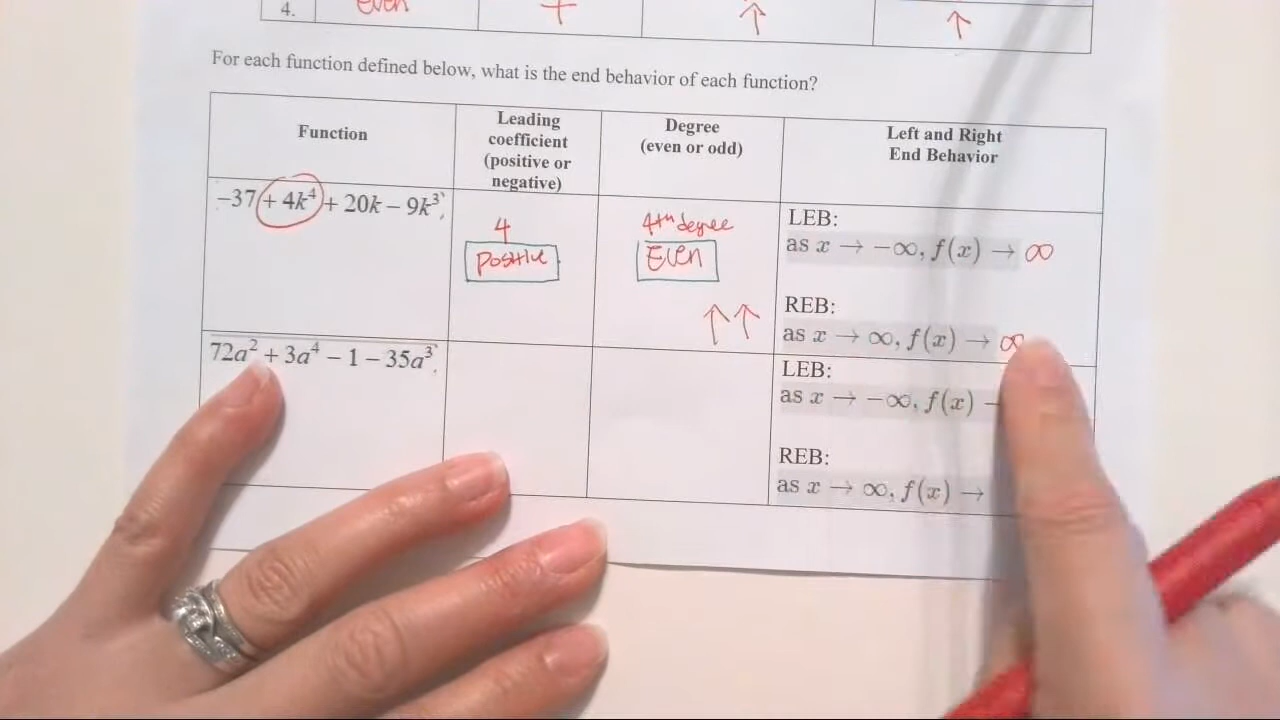 4. even + ↑ ↑
For each function defined below, what is the end behavior of each function?
Function
Leading
coefficient
(positive or
negative)
Degree
(even or odd)
Left and Right
End Behavior
−37 + 4k⁴ + 20k − 9k³
4
positive
4th degree
Even
↑↑
LEB:
as x → −∞, f(x) → ∞
REB:
as x → ∞, f(x) → ∞
72a² + 3a⁴ − 1 − 35a³
LEB:
as x → −∞, f(x) →
REB:
as x → ∞, f(x) →